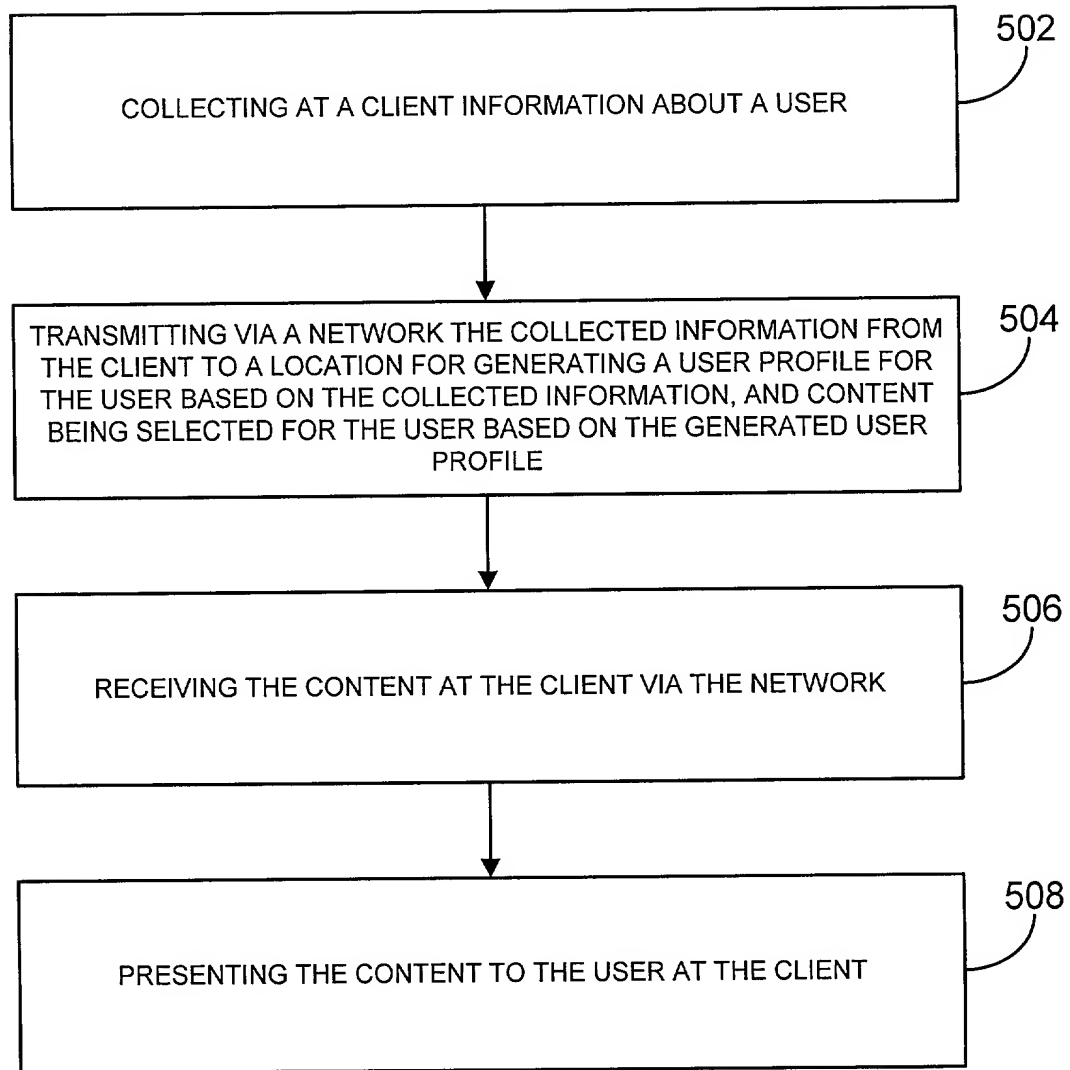 502
COLLECTING AT A CLIENT INFORMATION ABOUT A USER
504
TRANSMITTING VIA A NETWORK THE COLLECTED INFORMATION FROM
THE CLIENT TO A LOCATION FOR GENERATING A USER PROFILE FOR
THE USER BASED ON THE COLLECTED INFORMATION, AND CONTENT
BEING SELECTED FOR THE USER BASED ON THE GENERATED USER
PROFILE
506
RECEIVING THE CONTENT AT THE CLIENT VIA THE NETWORK
508
PRESENTING THE CONTENT TO THE USER AT THE CLIENT